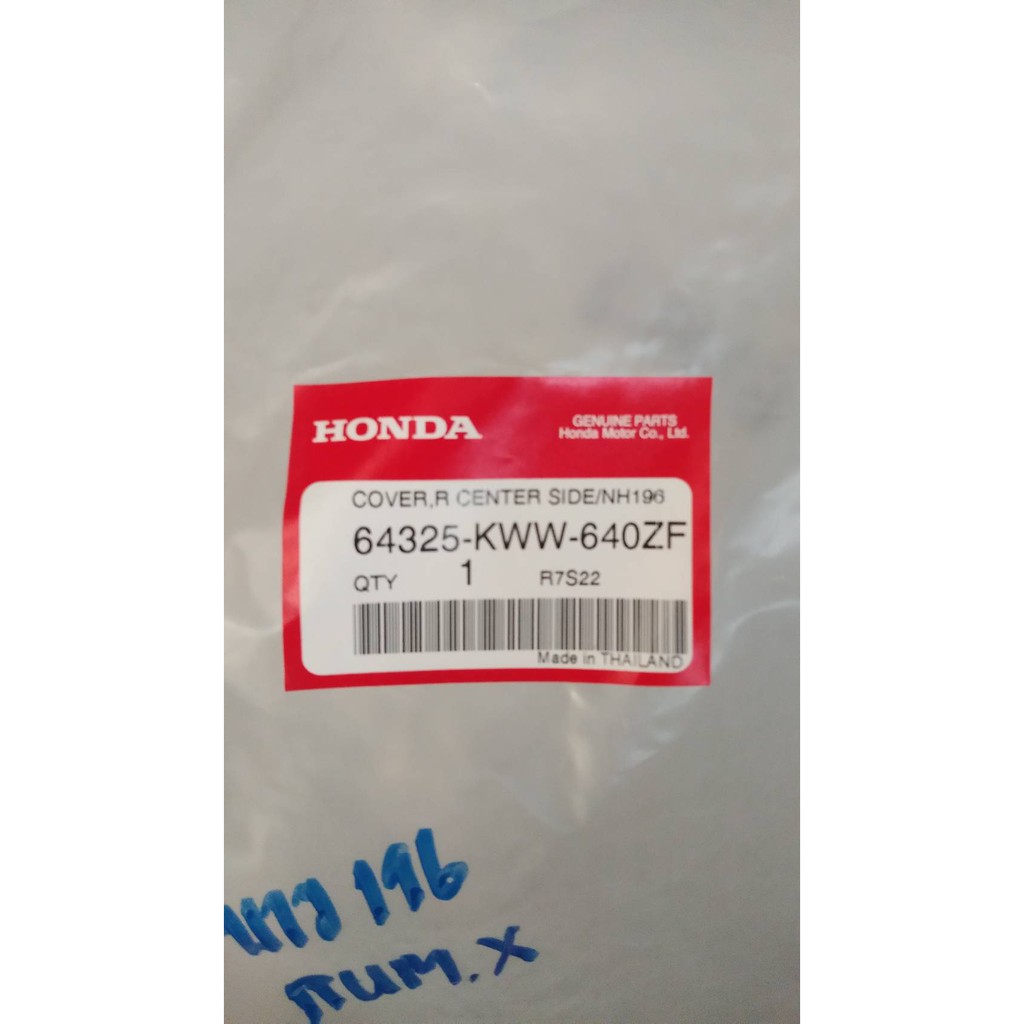 HONDA
GENUINE PARTS
Honda Motor Co., Ltd.
COVER,R CENTER SIDE/NH196
64325-KWW-640ZF
QTY 1 R7S22
Made in THAILAND
196
X